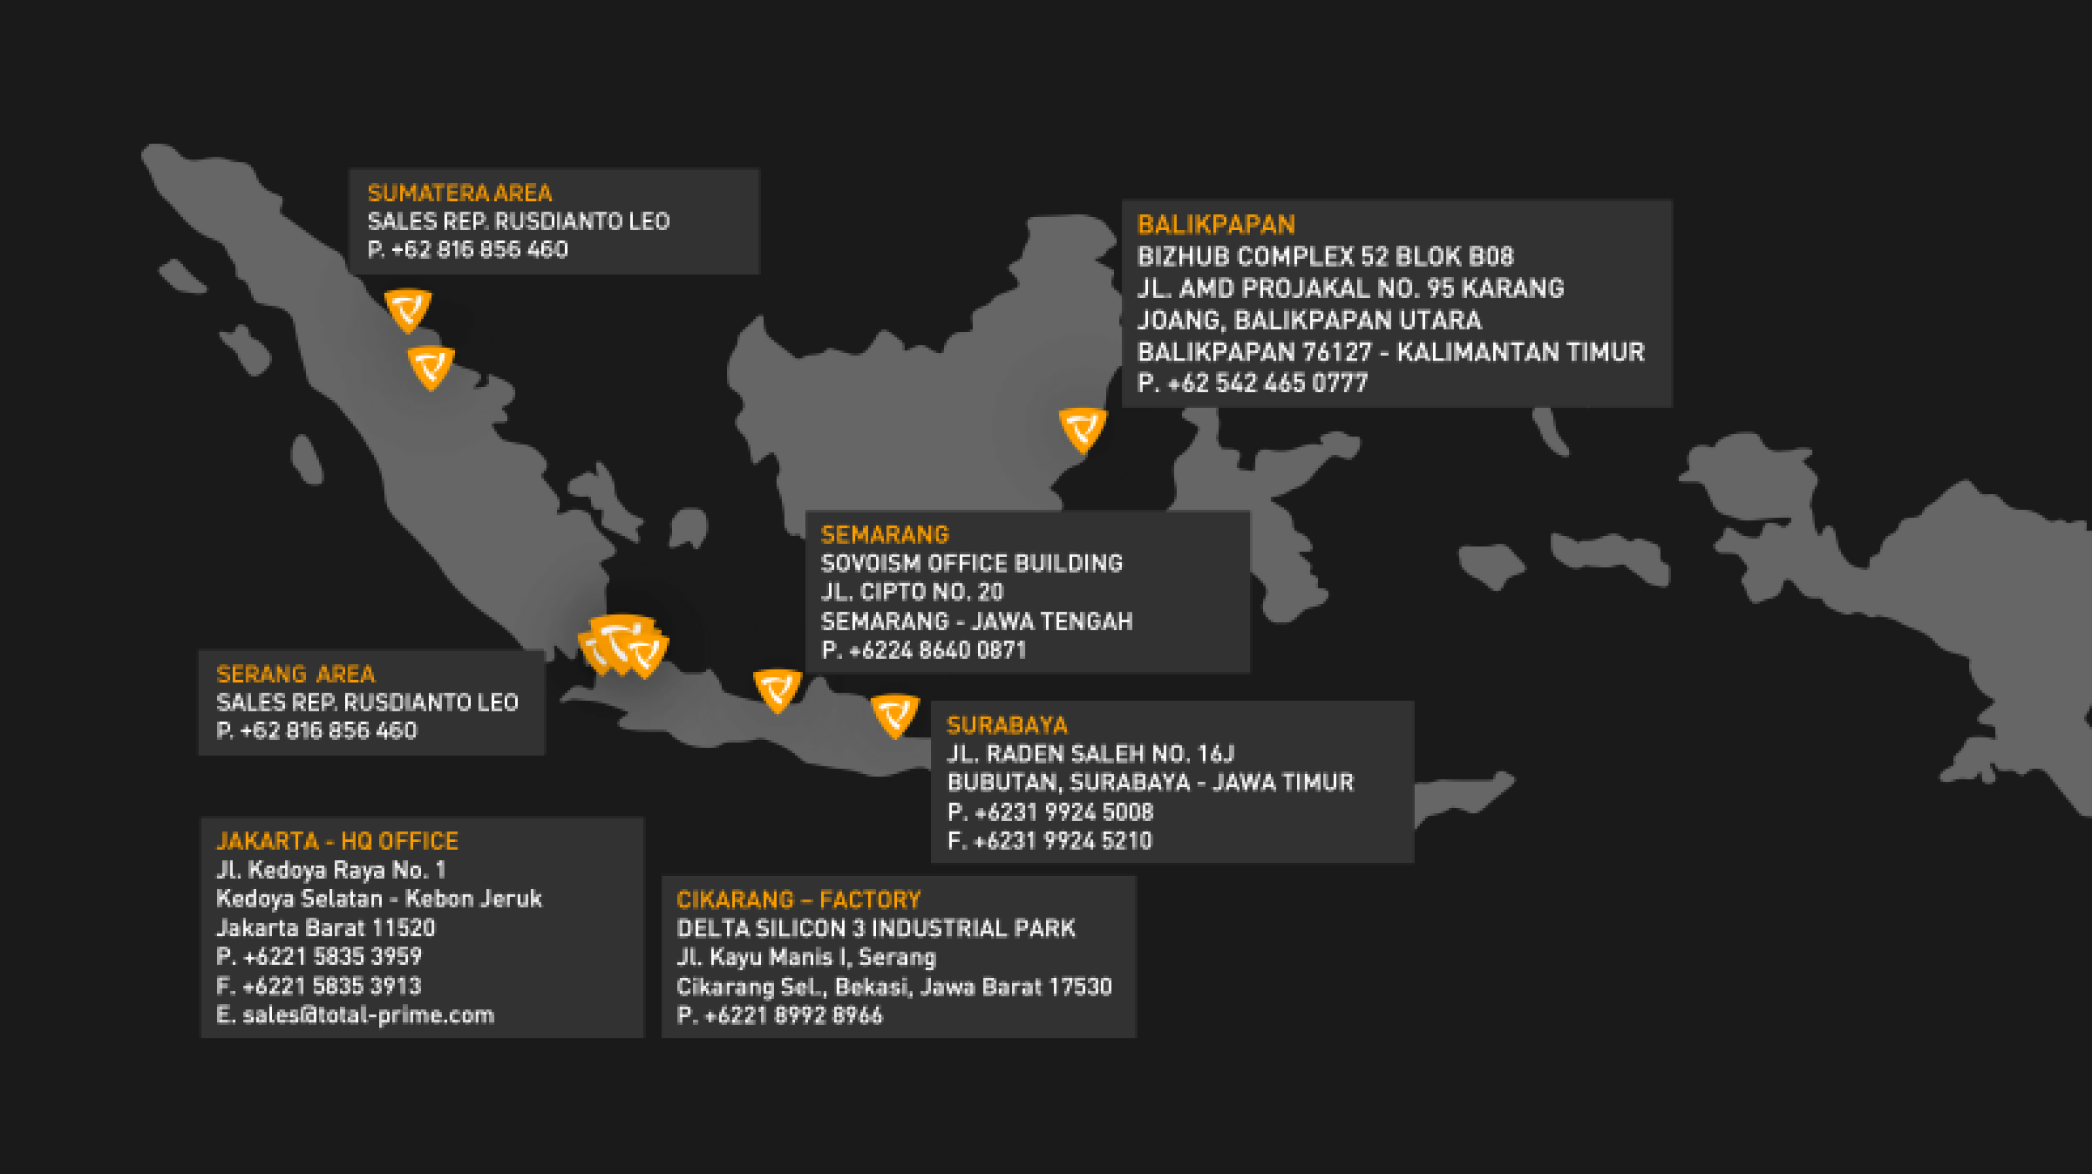 SUMATERA AREA
SALES REP. RUSDIANTO LEO
P. +62 816 856 460
BALIKPAPAN
BIZHUB COMPLEX 52 BLOK B08
JL. AMD PROJAKAL NO. 95 KARANG
JOANG, BALIKPAPAN UTARA
BALIKPAPAN 76127 - KALIMANTAN TIMUR
P. +62 542 465 0777
SEMARANG
SOVOISM OFFICE BUILDING
JL. CIPTO NO. 20
SEMARANG - JAWA TENGAH
P. +6224 8640 0871
SERANG AREA
SALES REP. RUSDIANTO LEO
P. +62 816 856 460
SURABAYA
JL. RADEN SALEH NO. 16J
BUBUTAN, SURABAYA - JAWA TIMUR
P. +6231 9924 5008
F. +6231 9924 5210
JAKARTA - HQ OFFICE
Jl. Kedoya Raya No. 1
Kedoya Selatan - Kebon Jeruk
Jakarta Barat 11520
P. +6221 5835 3959
F. +6221 5835 3913
E. sales@total-prime.com
CIKARANG – FACTORY
DELTA SILICON 3 INDUSTRIAL PARK
Jl. Kayu Manis I, Serang
Cikarang Sel., Bekasi, Jawa Barat 17530
P. +6221 8992 8966